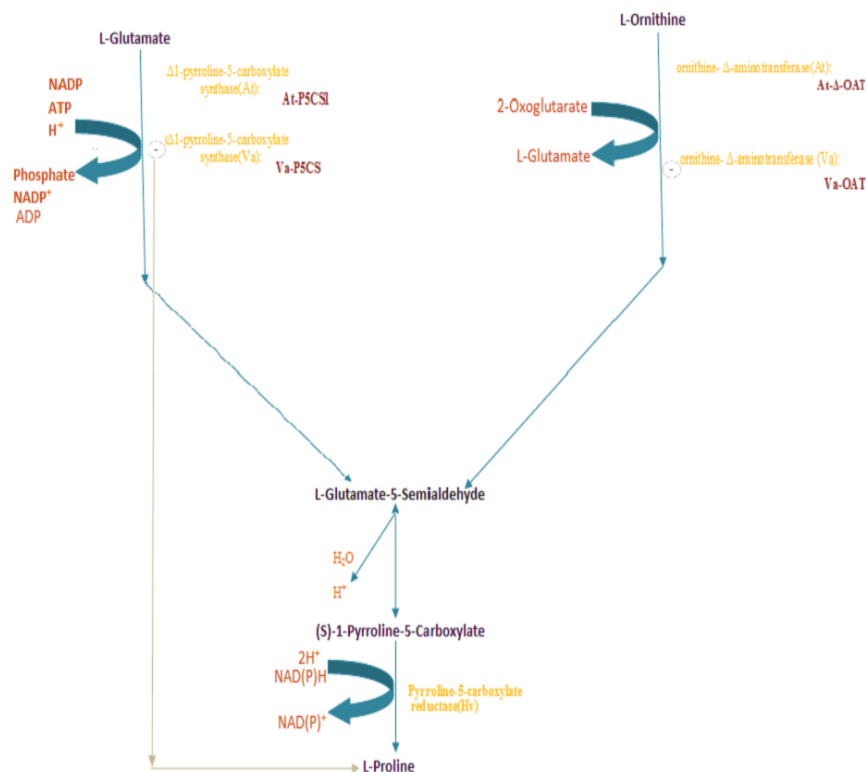 L-Glutamate
NADP
ATP
H⁺
Phosphate
NADP⁺
ADP
Δ1-pyrroline-5-carboxylate
synthase(At):
At-P5CS1
-
Δ1-pyrroline-5-carboxylate
synthase(Va):
Va-P5CS
L-Ornithine
2-Oxoglutarate
L-Glutamate
ornithine- Δ-aminotransferase(At):
At-Δ-OAT
ornithine- Δ-aminotransferase (Va):
-
Va-OAT
L-Glutamate-5-Semialdehyde
H₂O
H⁺
(S)-1-Pyrroline-5-Carboxylate
2H⁺
NAD(P)H
NAD(P)⁺
Pyrroline-5-carboxylate
reductase(Hv)
L-Proline